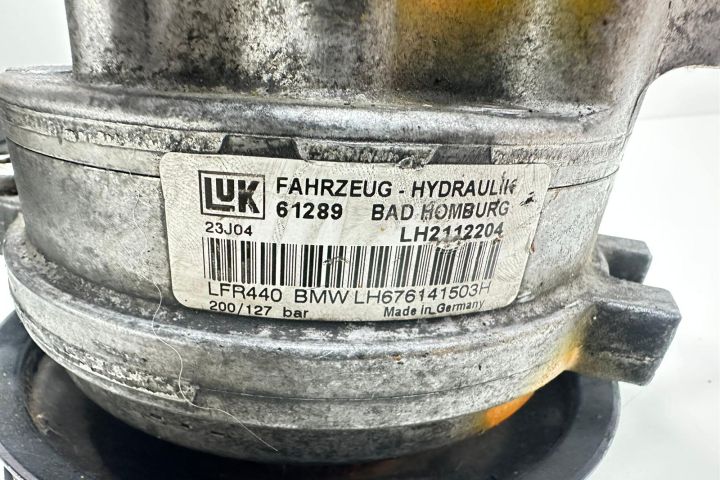 LUK FAHRZEUG - HYDRAULIK
61289 BAD HOMBURG
23J04 LH2112204
LFR440 BMW LH676141503H
200/127 bar Made in Germany